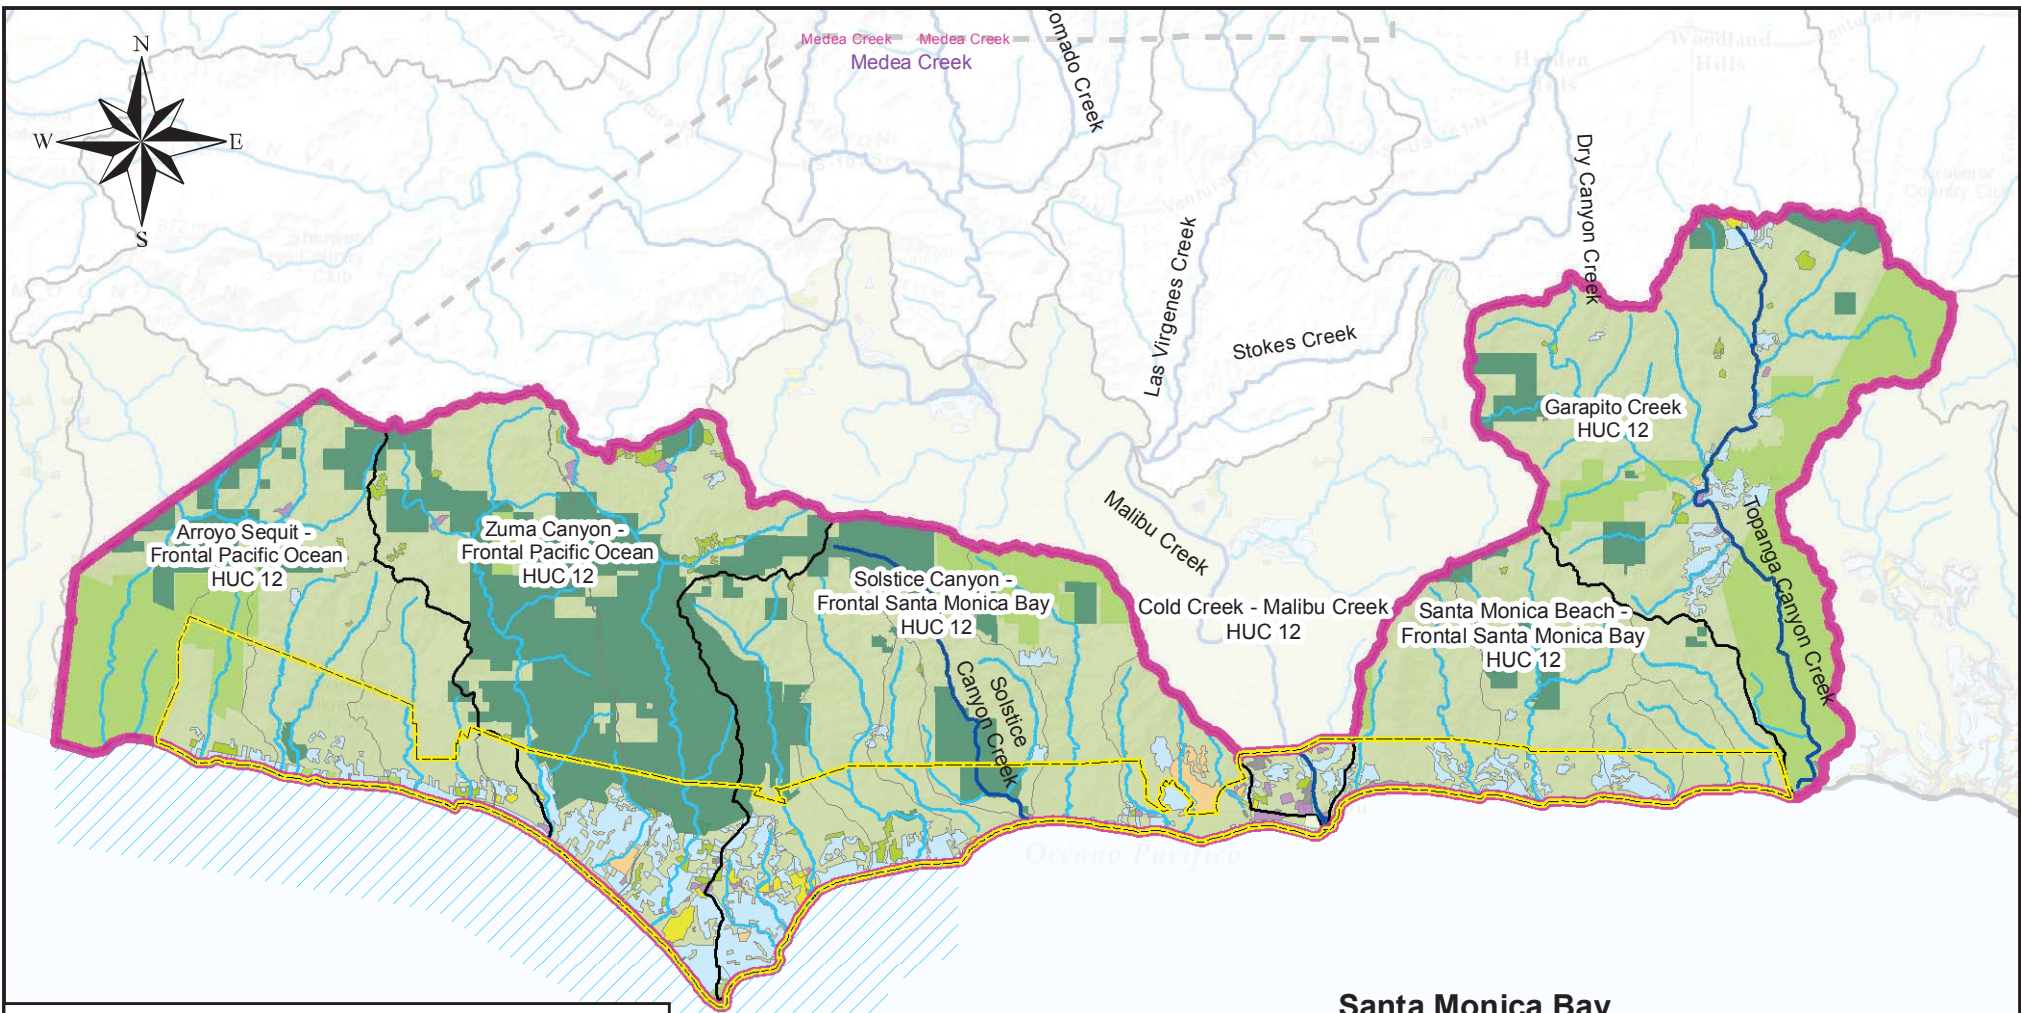 N
W
E
S
Medea Creek Medea Creek
Medea Creek
Las Virgenes Creek
Stokes Creek
Dry Canyon Creek
Woodland
Hills
Malibu Creek
Garapito Creek
HUC 12
Topanga Canyon Creek
Arroyo Sequit -
Frontal Pacific Ocean
HUC 12
Zuma Canyon -
Frontal Pacific Ocean
HUC 12
Solstice Canyon -
Frontal Santa Monica Bay
HUC 12
Cold Creek - Malibu Creek
HUC 12
Santa Monica Beach -
Frontal Santa Monica Bay
HUC 12
Solstice
Canyon Creek
Océano Pacífico
Santa Monica Bay